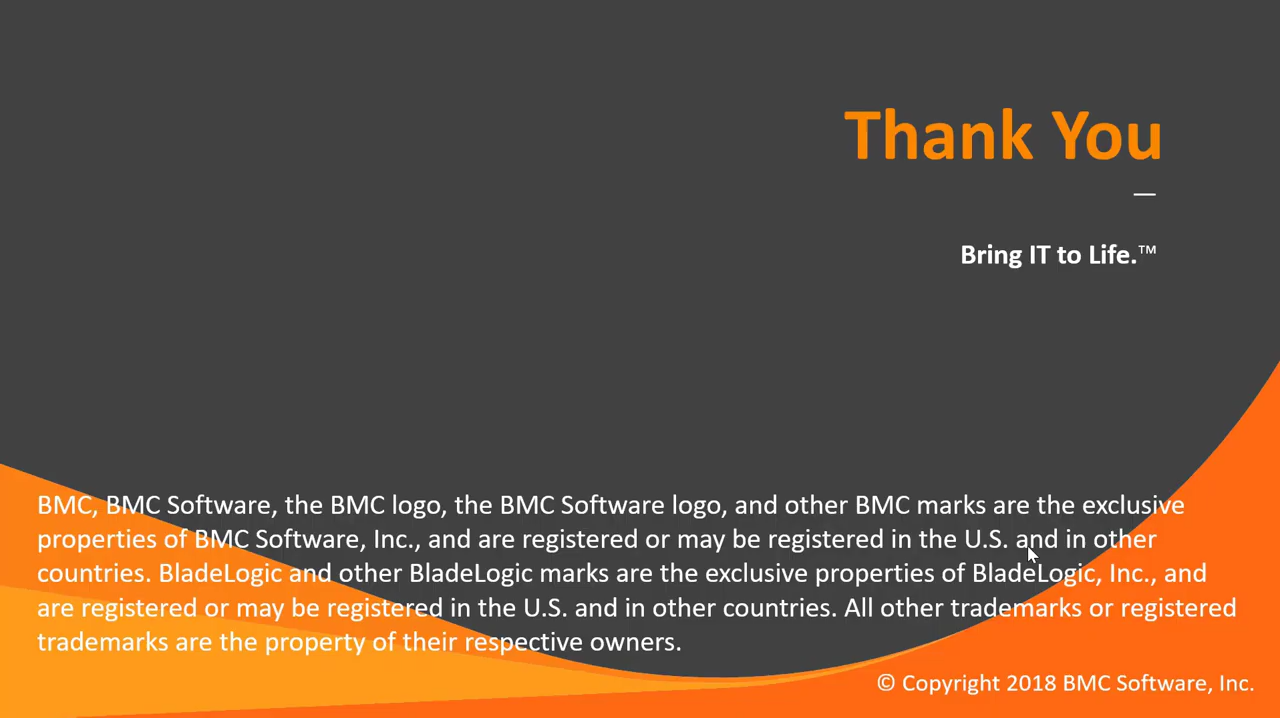 Thank You
Bring IT to Life.™
BMC, BMC Software, the BMC logo, the BMC Software logo, and other BMC marks are the exclusive
properties of BMC Software, Inc., and are registered or may be registered in the U.S. and in other
countries. BladeLogic and other BladeLogic marks are the exclusive properties of BladeLogic, Inc., and
are registered or may be registered in the U.S. and in other countries. All other trademarks or registered
trademarks are the property of their respective owners.
© Copyright 2018 BMC Software, Inc.